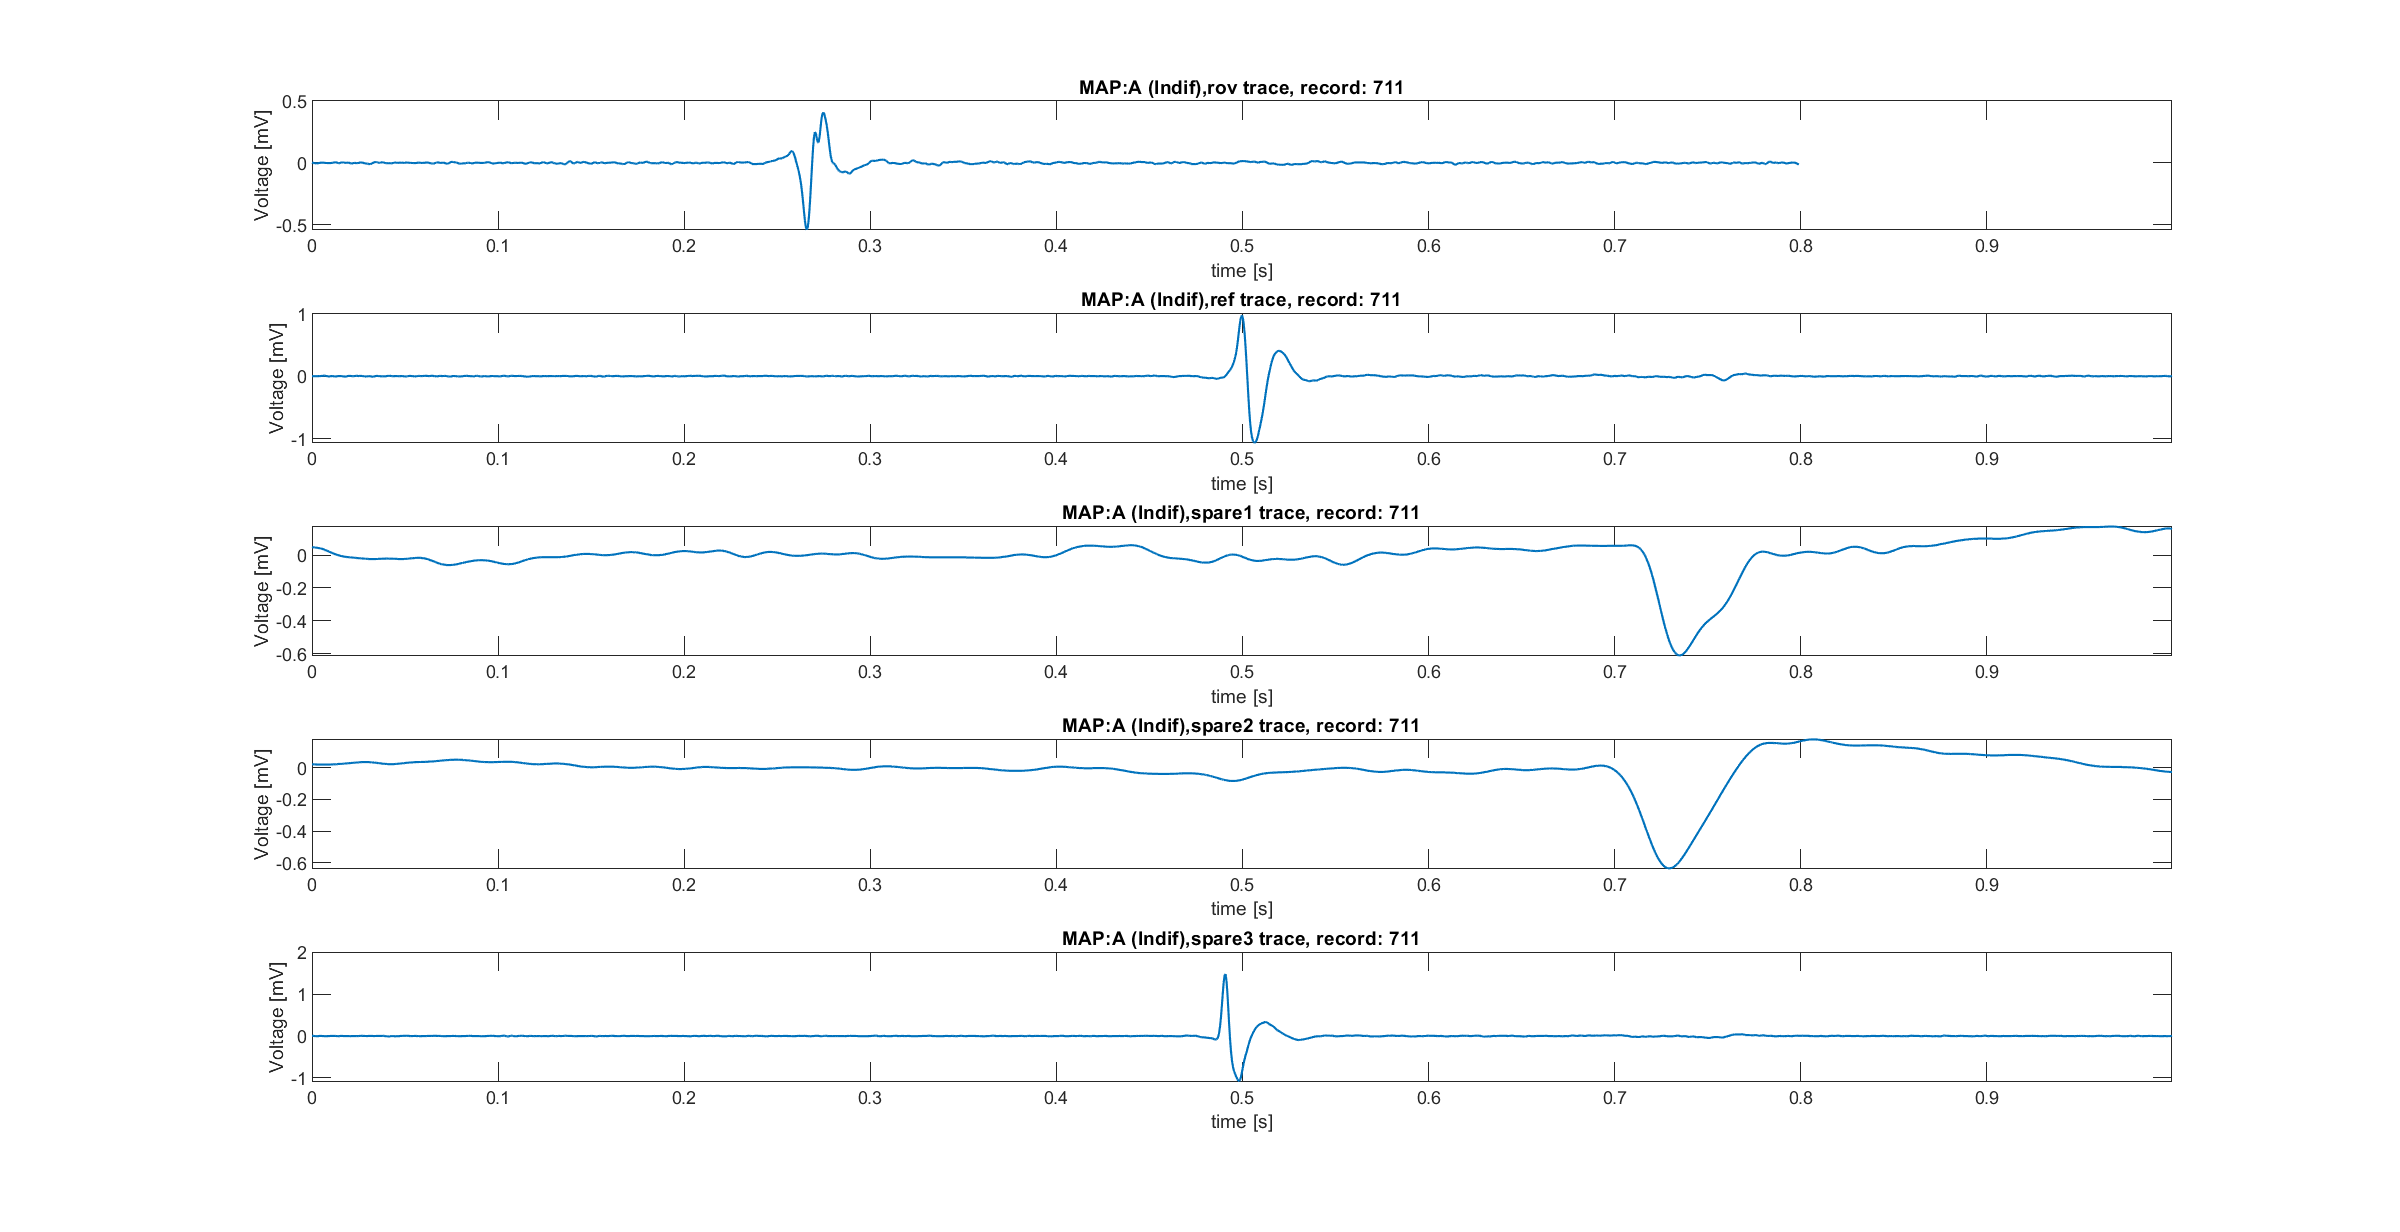 MAP:A (Indif),rov trace, record: 711
Voltage [mV]
0.5
0
-0.5
0 0.1 0.2 0.3 0.4 0.5 0.6 0.7 0.8 0.9
time [s]
MAP:A (Indif),ref trace, record: 711
Voltage [mV]
1
0
-1
0 0.1 0.2 0.3 0.4 0.5 0.6 0.7 0.8 0.9
time [s]
MAP:A (Indif),spare1 trace, record: 711
Voltage [mV]
0
-0.2
-0.4
-0.6
0 0.1 0.2 0.3 0.4 0.5 0.6 0.7 0.8 0.9
time [s]
MAP:A (Indif),spare2 trace, record: 711
Voltage [mV]
0
-0.2
-0.4
-0.6
0 0.1 0.2 0.3 0.4 0.5 0.6 0.7 0.8 0.9
time [s]
MAP:A (Indif),spare3 trace, record: 711
Voltage [mV]
2
1
0
-1
0 0.1 0.2 0.3 0.4 0.5 0.6 0.7 0.8 0.9
time [s]